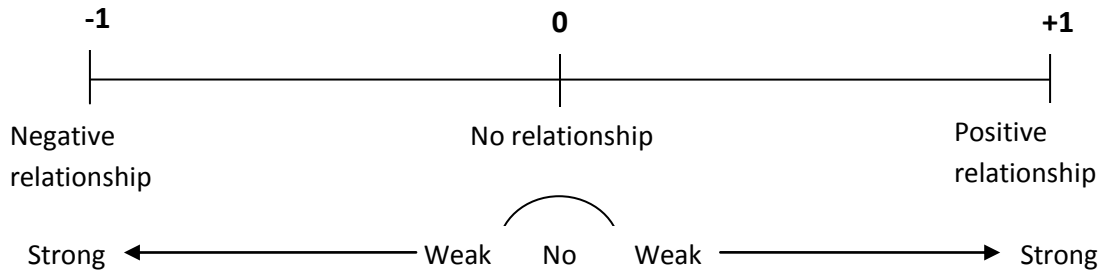 -1 0 +1
Negative relationship No relationship Positive relationship
Strong Weak No Weak Strong